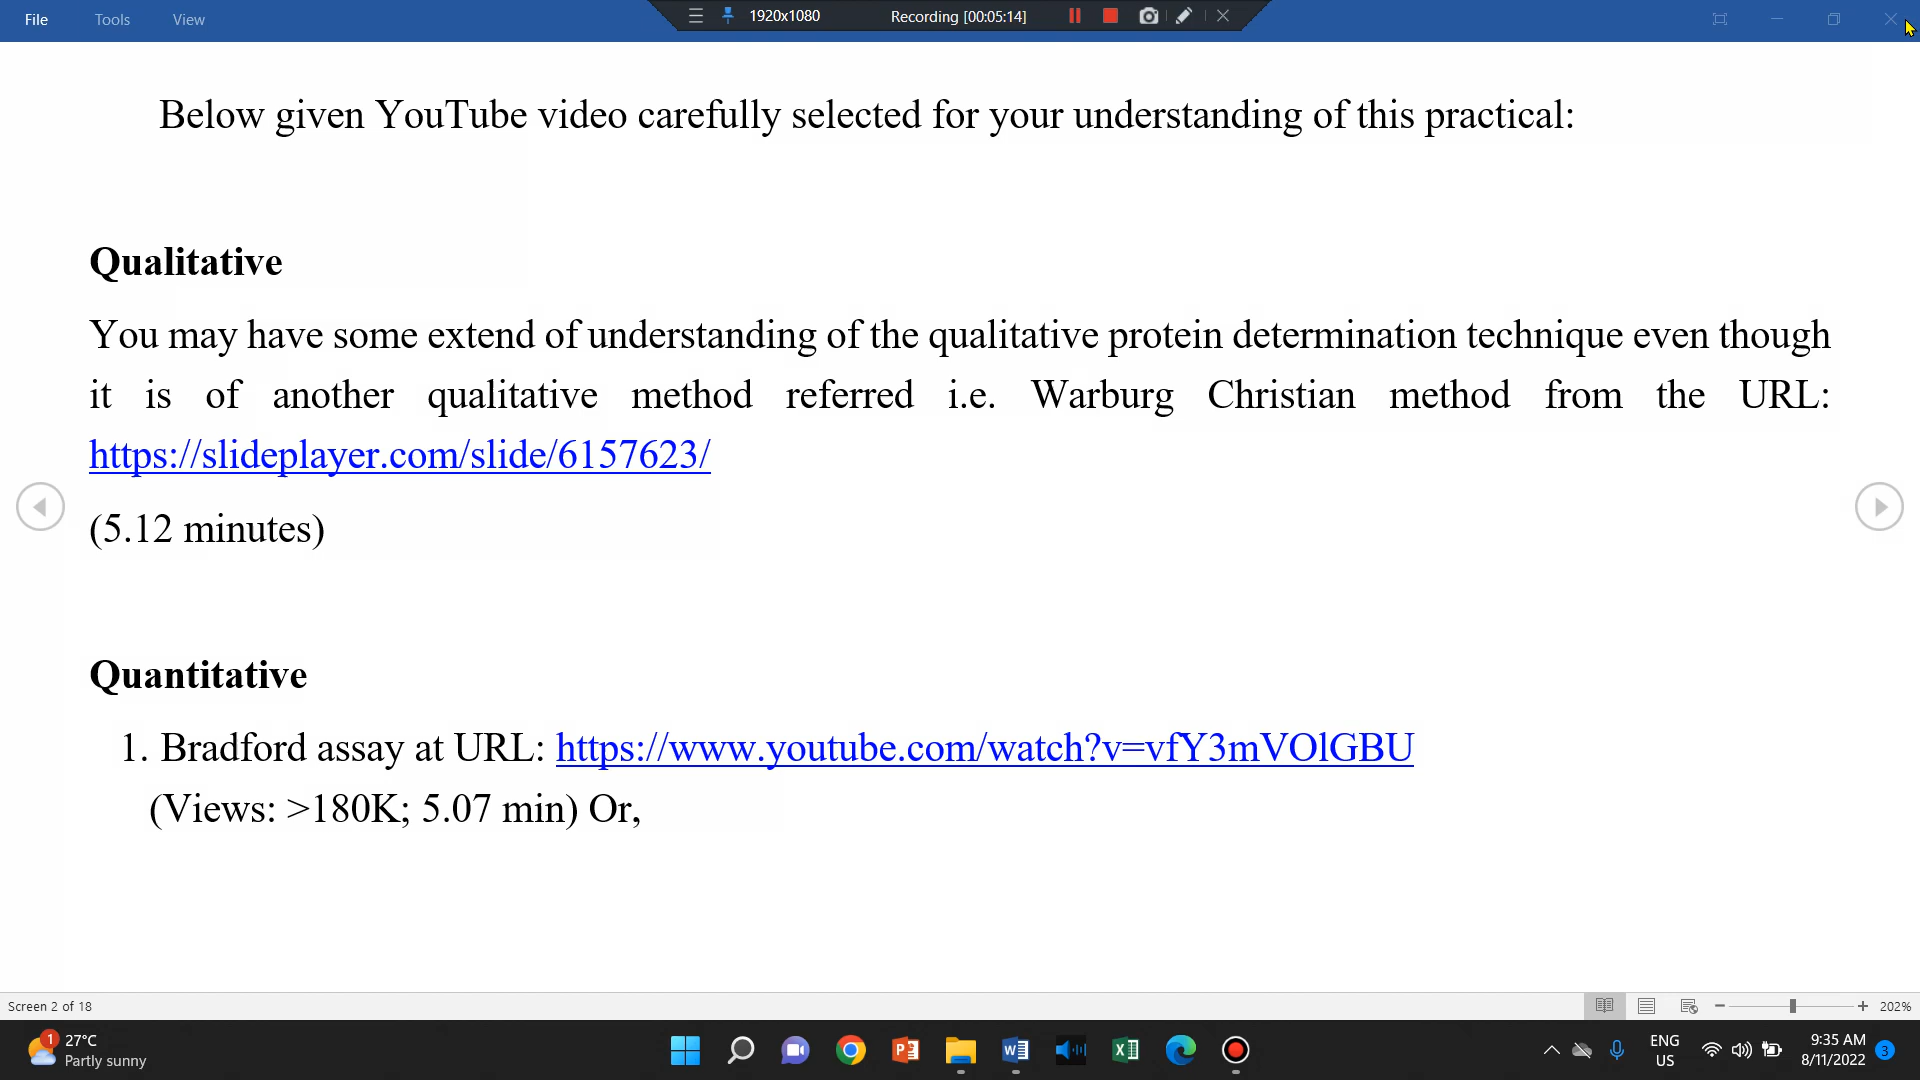 File Tools View
1920x1080 Recording [00:05:14]
Below given YouTube video carefully selected for your understanding of this practical:
Qualitative
You may have some extend of understanding of the qualitative protein determination technique even though
it is of another qualitative method referred i.e. Warburg Christian method from the URL:
https://slideplayer.com/slide/6157623/
(5.12 minutes)
Quantitative
1. Bradford assay at URL: https://www.youtube.com/watch?v=vfY3mVOlGBU
(Views: >180K; 5.07 min) Or,
Screen 2 of 18
202%
1
27°C
Partly sunny
ENG
US
9:35 AM
8/11/2022
3